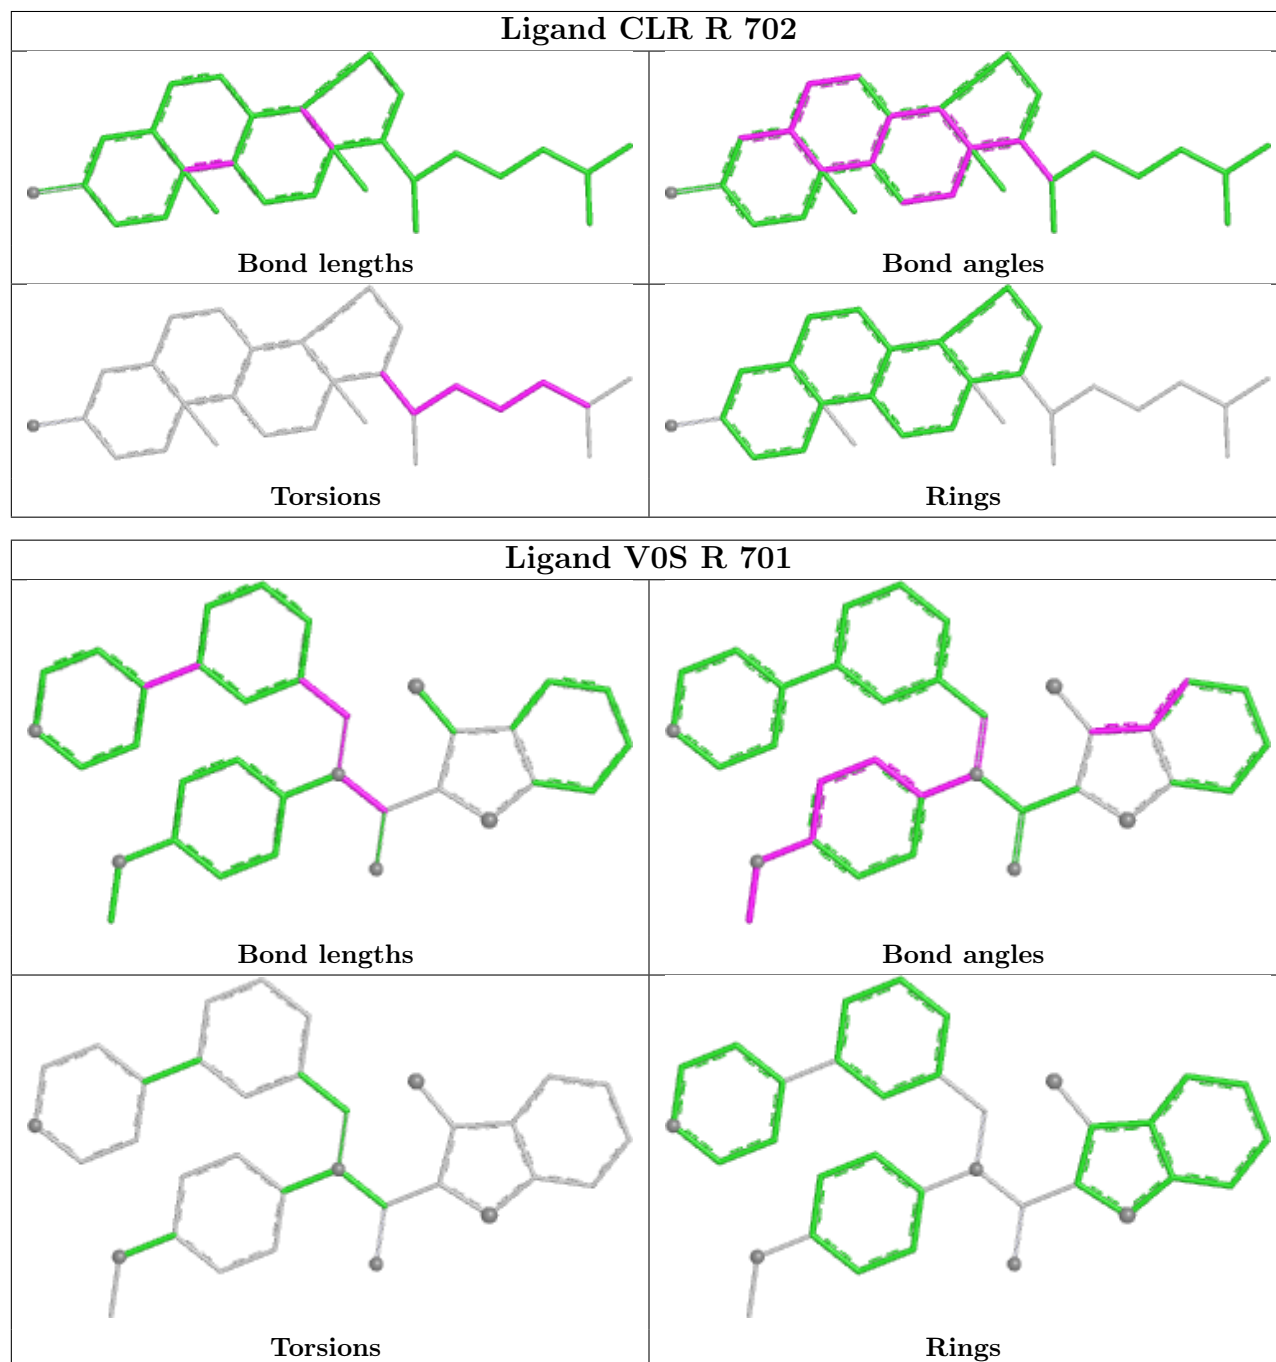 Ligand CLR R 702
Bond lengths
Bond angles
Torsions
Rings
Ligand V0S R 701
Bond lengths
Bond angles
Torsions
Rings